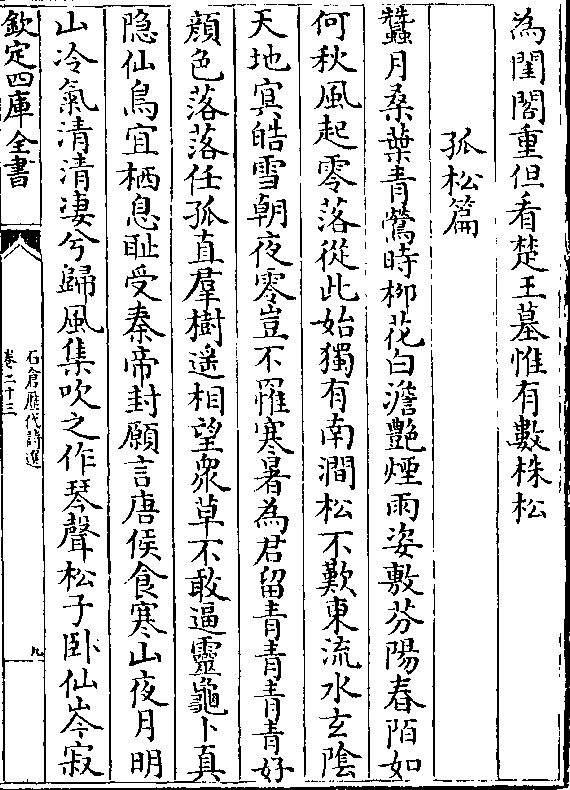 為閨閤重但看楚王墓惟有數株松
孤松篇
蠶月桑葉青鶯時柳花白澹艶煙雨姿敷芬陽春陌如
何秋風起零落從此始獨有南澗松不歎東流水玄陰
天地㝠皓雪朝夜零豈不罹寒暑為君留青青青青好
顔色落落任孤直羣樹遥相望衆草不敢逼靈龜卜真
隐仙鳥宜栖息耻受秦帝封願言唐侯食寒山夜月明
山冷氣清清凄兮歸風集吹之作琴聲松子卧仙岑寂
欽定四庫全書
石倉歷代詩選
卷二十三
九